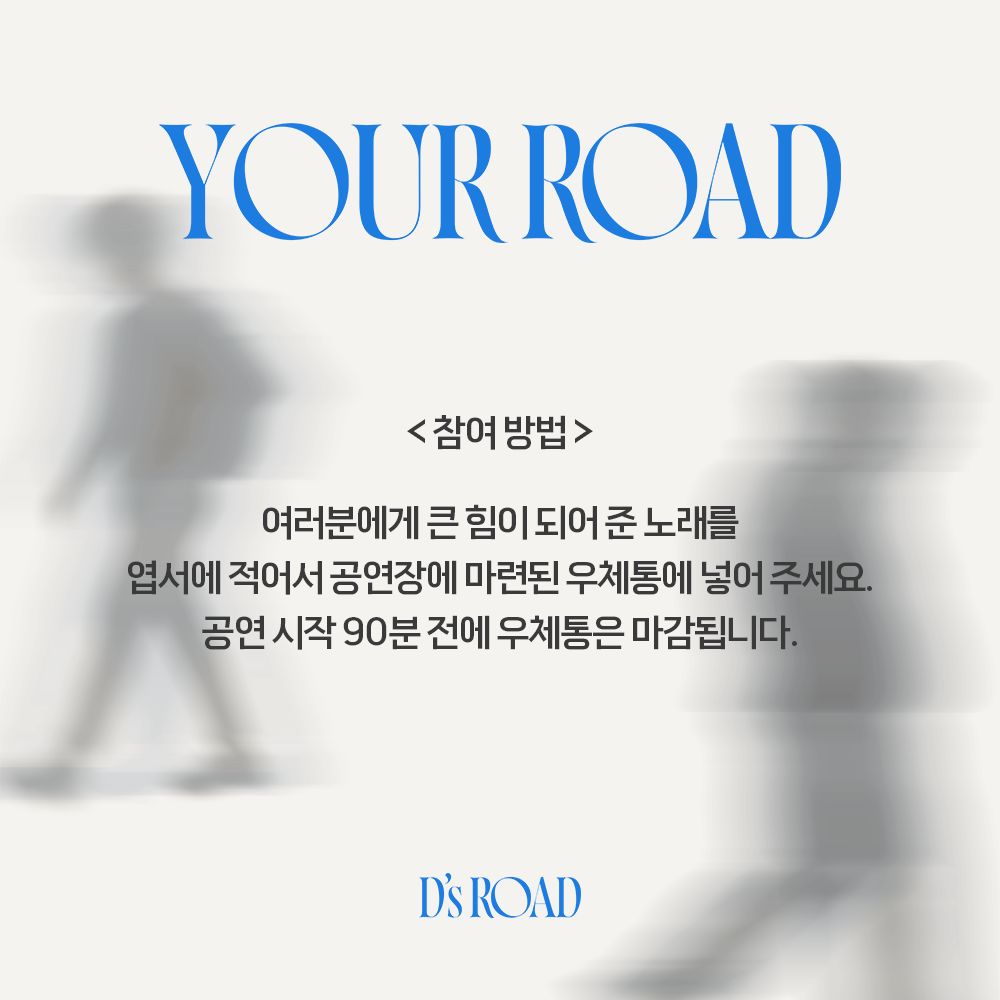 YOUR ROAD
< 참여 방법 >
여러분에게 큰 힘이 되어 준 노래를
엽서에 적어서 공연장에 마련된 우체통에 넣어 주세요.
공연 시작 90분 전에 우체통은 마감됩니다.
D's ROAD